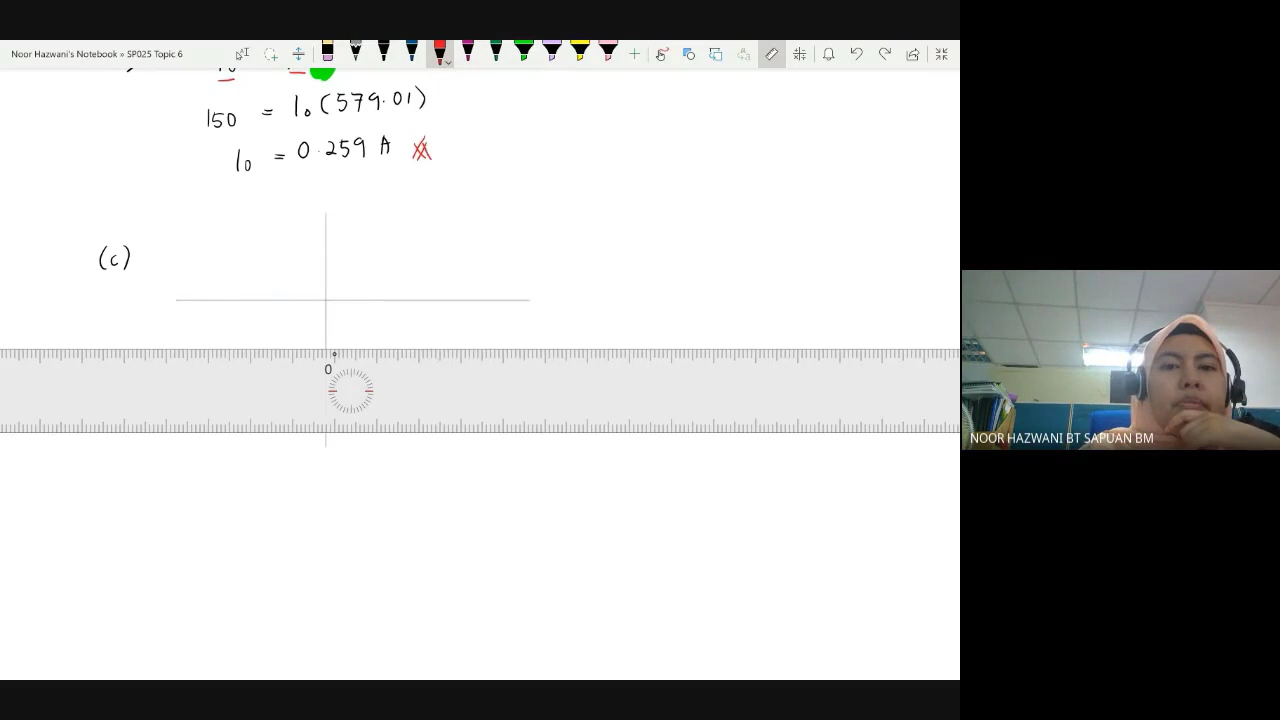 Noor Hazwani's Notebook » SP025 Topic 6
150 = I₀ (579.01)
I₀ = 0.259 A
(c)
0
NOOR HAZWANI BT SAPUAN BM